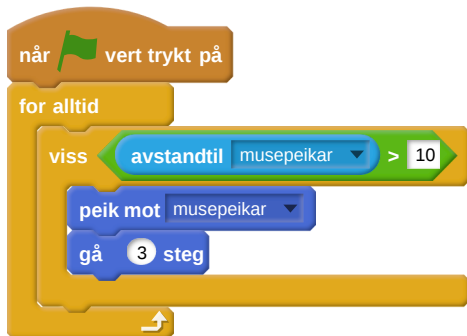 når vert trykt på
for alltid
viss avstandtil musepeikar > 10
peik mot musepeikar
gå 3 steg